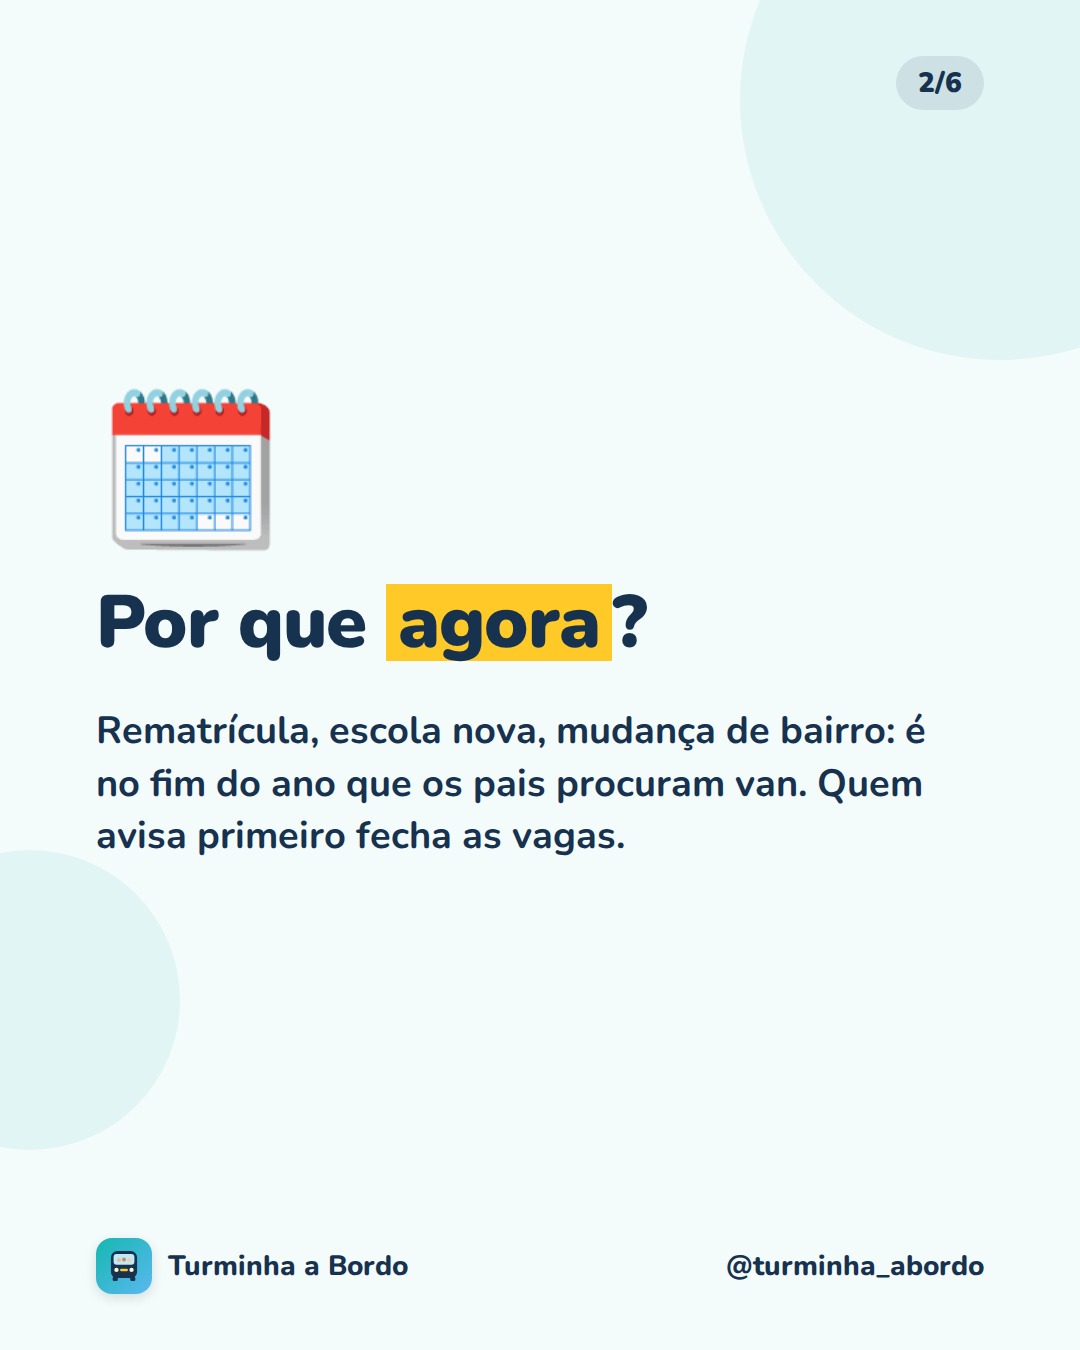 2/6
Por que agora?
Rematrícula, escola nova, mudança de bairro: é
no fim do ano que os pais procuram van. Quem
avisa primeiro fecha as vagas.
Turminha a Bordo
@turminha_abordo